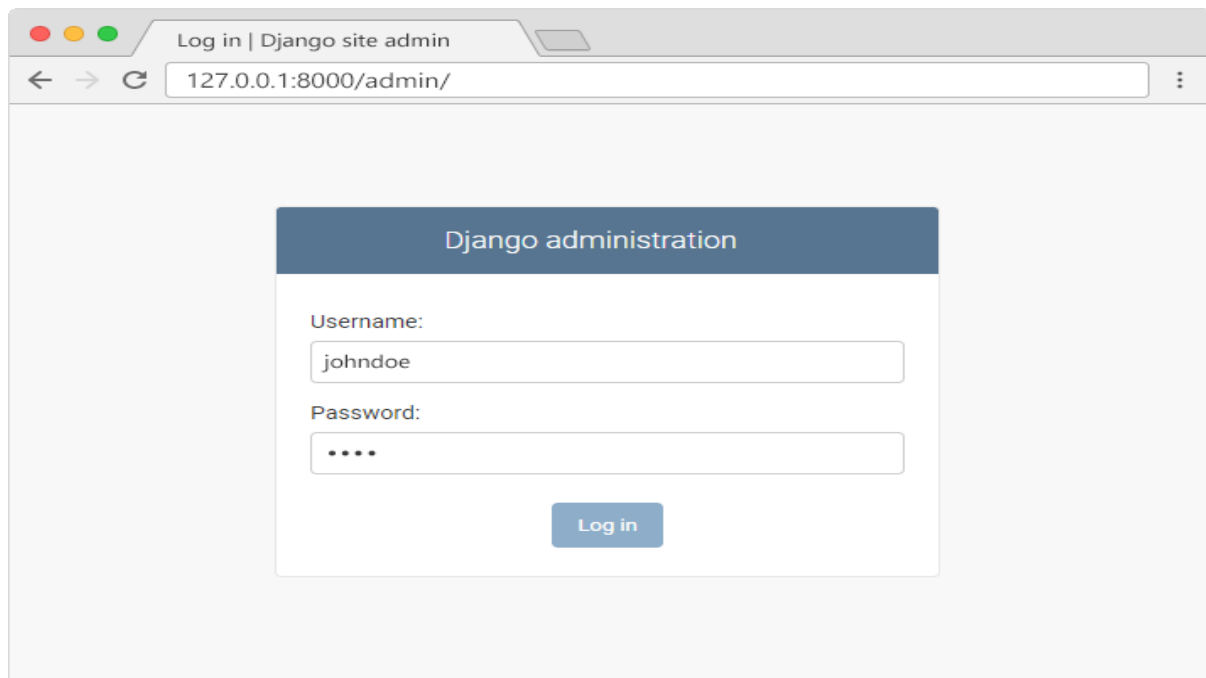 Log in | Django site admin
127.0.0.1:8000/admin/
Django administration
Username:
johndoe
Password:
••••
Log in